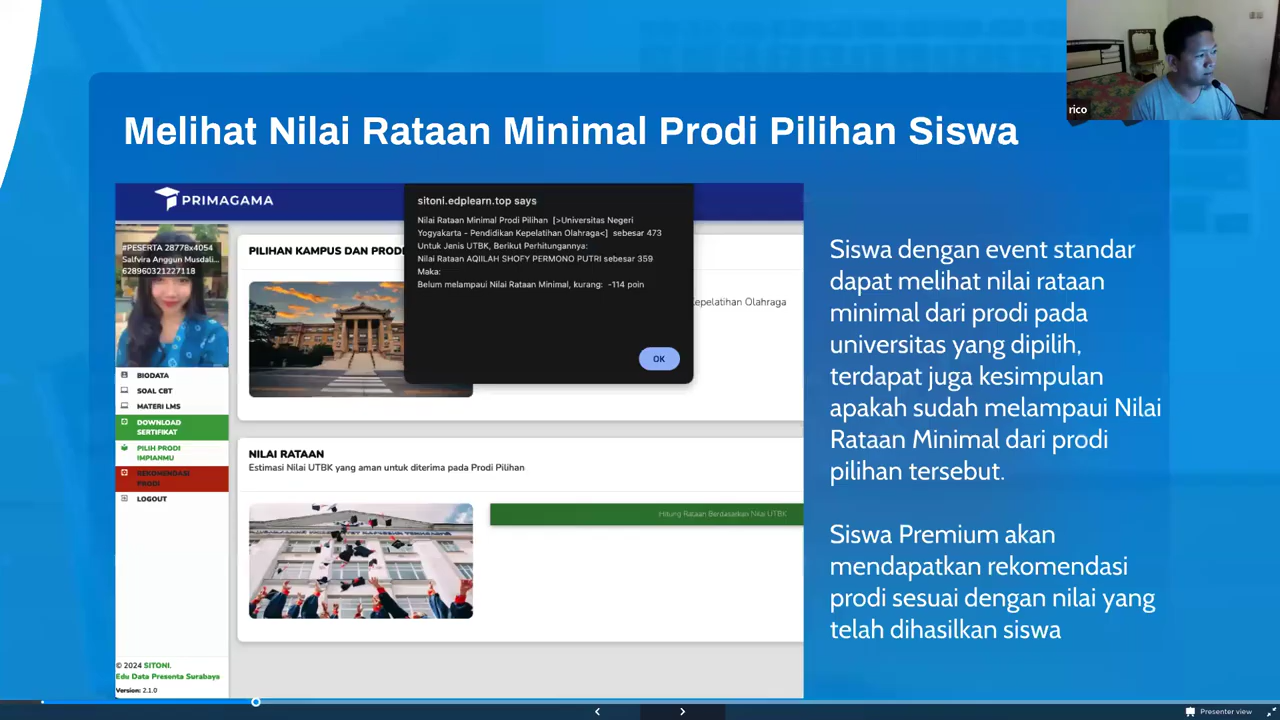 rico
Melihat Nilai Rataan Minimal Prodi Pilihan Siswa
PRIMAGAMA
#PESERTA 28778x4054
Salfvira Anggun Musdali...
628960321227118
BIODATA
SOAL CBT
MATERI LMS
DOWNLOAD
SERTIFIKAT
PILIH PRODI
IMPIANMU
REKOMENDASI
PRODI
LOGOUT
© 2024 SITONI.
Edu Data Presenta Surabaya
Version: 2.1.0
PILIHAN KAMPUS DAN PRODI
Kepelatihan Olahraga
sitoni.edplearn.top says
Nilai Rataan Minimal Prodi Pilihan [>Universitas Negeri
Yogyakarta - Pendidikan Kepelatihan Olahraga<] sebesar 473
Untuk Jenis UTBK, Berikut Perhitungannya:
Nilai Rataan AQIILAH SHOFY PERMONO PUTRI sebesar 359
Maka:
Belum melampaui Nilai Rataan Minimal, kurang: -114 poin
OK
NILAI RATAAN
Estimasi Nilai UTBK yang aman untuk diterima pada Prodi Pilihan
Hitung Rataan Berdasarkan Nilai UTBK
Siswa dengan event standar
dapat melihat nilai rataan
minimal dari prodi pada
universitas yang dipilih,
terdapat juga kesimpulan
apakah sudah melampaui Nilai
Rataan Minimal dari prodi
pilihan tersebut.
Siswa Premium akan
mendapatkan rekomendasi
prodi sesuai dengan nilai yang
telah dihasilkan siswa
Presenter view